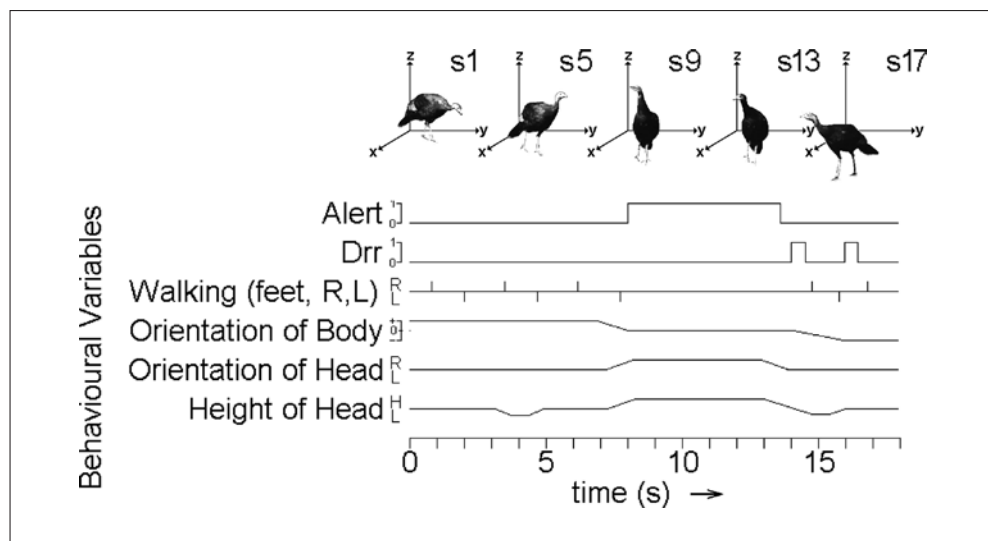 z s1 z s5 z s9 z s13 z s17
y y y y y
x x x x x
Behavioural Variables
Alert 1 0
Drr 1 0
Walking (feet, R,L) R L
Orientation of Body + 0 -
Orientation of Head R L
Height of Head H L
0 5 10 15
time (s) →